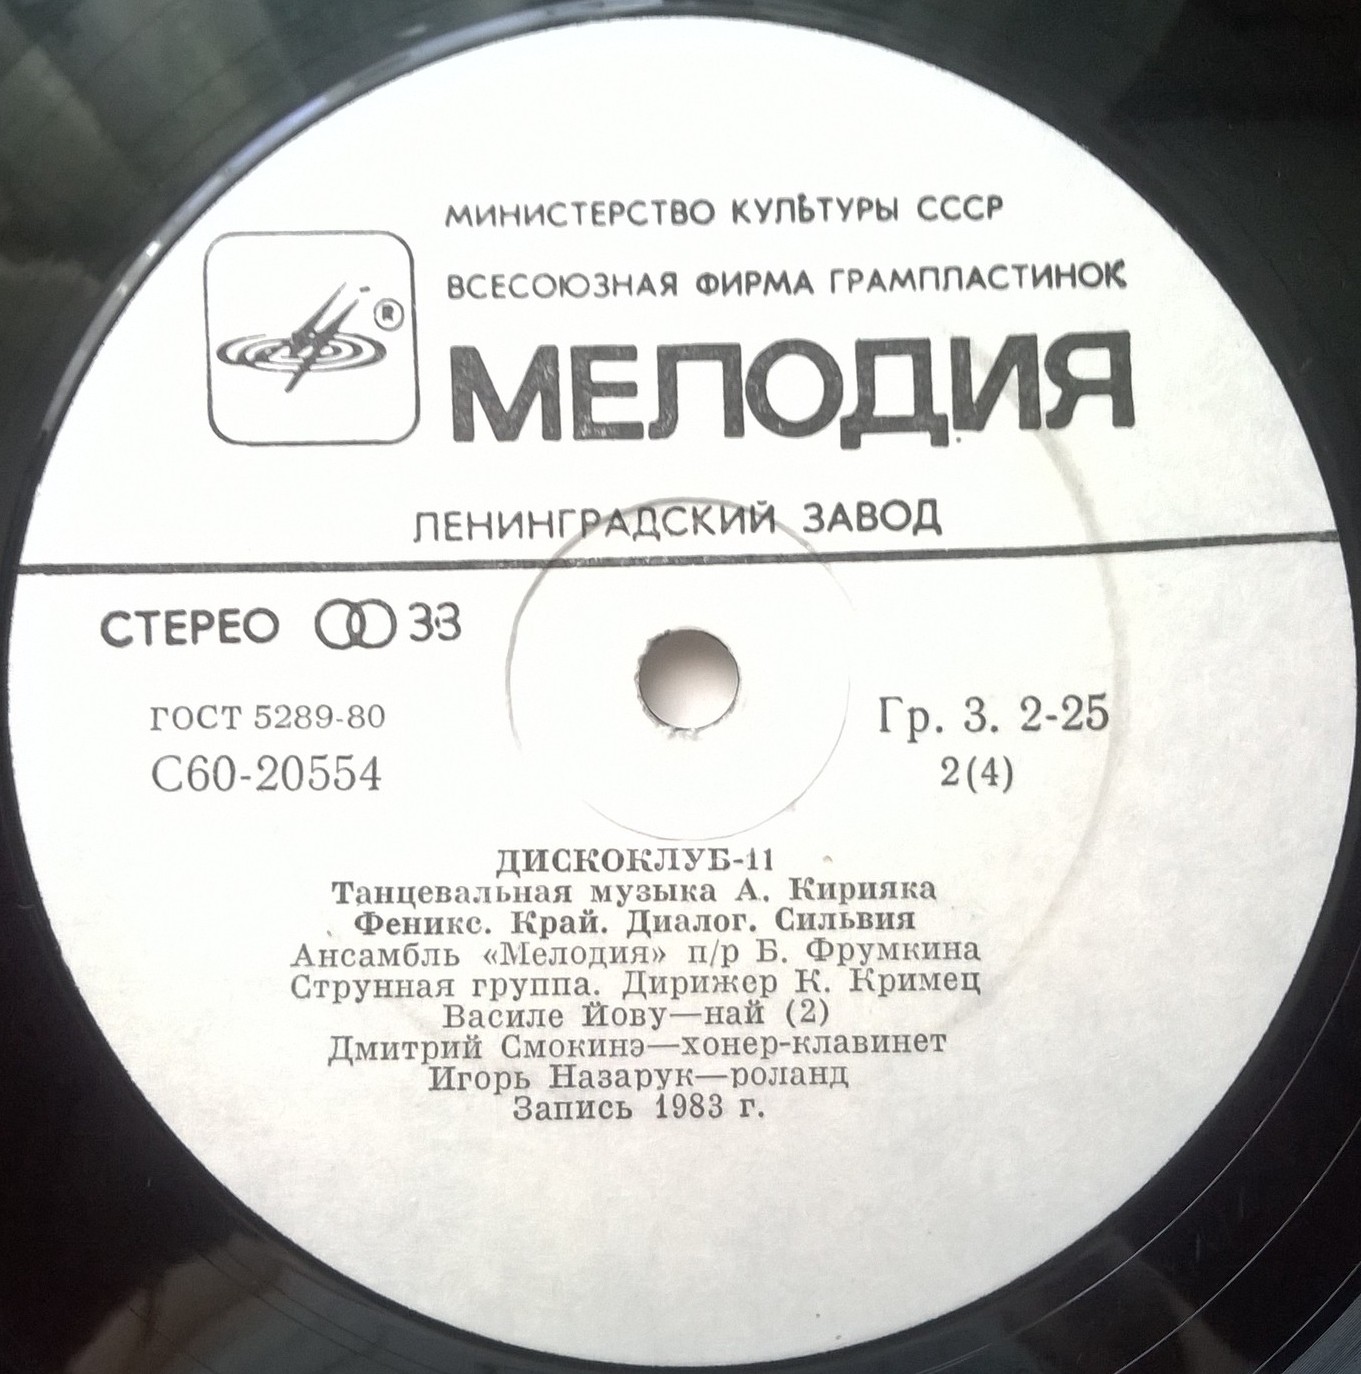 МИНИСТЕРСТВО КУЛЬТУРЫ СССР
ВСЕСОЮЗНАЯ ФИРМА ГРАМПЛАСТИНОК
®
МЕЛОДИЯ
ЛЕНИНГРАДСКИЙ ЗАВОД
СТЕРЕО 33
ГОСТ 5289-80
С60-20554
Гр. 3. 2-25
2(4)
ДИСКОКЛУБ-11
Танцевальная музыка А. Кирияка
Феникс. Край. Диалог. Сильвия
Ансамбль «Мелодия» п/р Б. Фрумкина
Струнная группа. Дирижер К. Кримец
Василе Йову—най (2)
Дмитрий Смокинэ—хонер-клавинет
Игорь Назарук—роланд
Запись 1983 г.